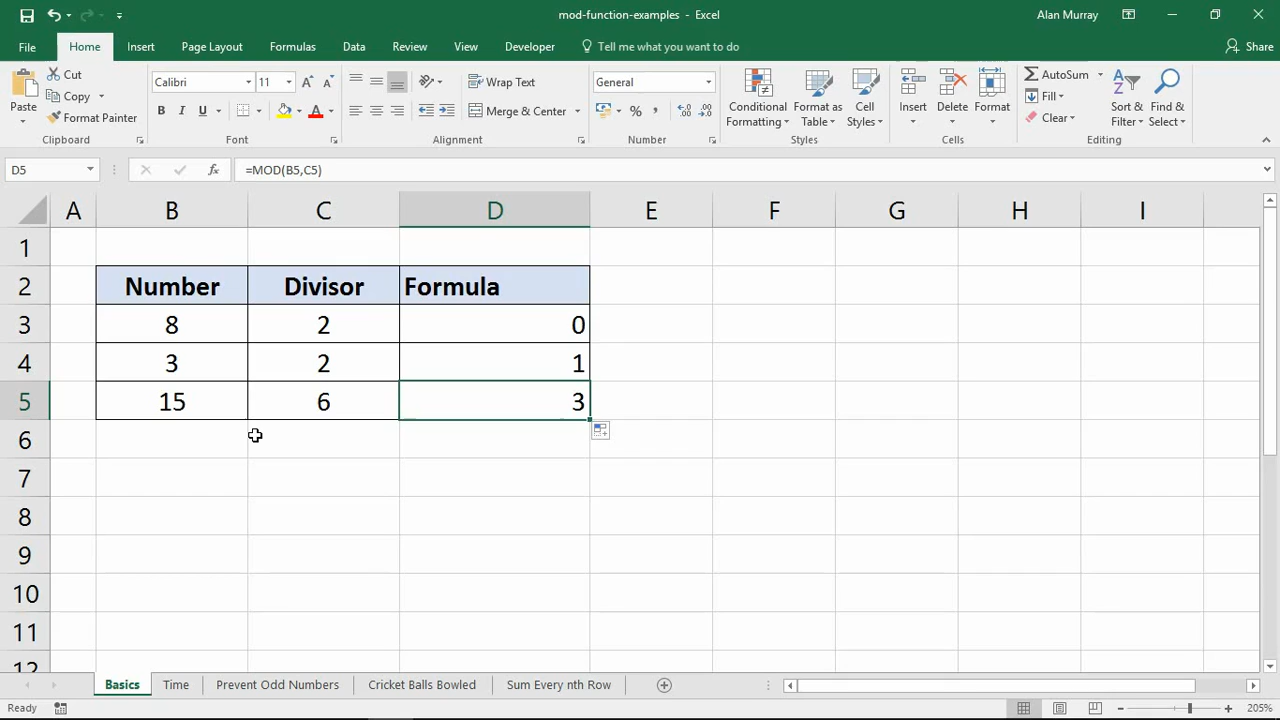 mod-function-examples - Excel
Alan Murray
File Home Insert Page Layout Formulas Data Review View Developer Tell me what you want to do Share
Paste
Cut
Copy
Format Painter
Clipboard
Calibri 11
B I U
Font
Wrap Text
Merge & Center
Alignment
General
% ,
Number
Conditional Formatting
Format as Table
Cell Styles
Styles
Insert
Delete
Format
Cells
AutoSum
Fill
Clear
Sort & Filter
Find & Select
Editing
D5 fx =MOD(B5,C5)
A B C D E F G H I
1
2 Number Divisor Formula
3 8 2 0
4 3 2 1
5 15 6 3
6
7
8
9
10
11
12
Basics Time Prevent Odd Numbers Cricket Balls Bowled Sum Every nth Row
Ready 205%